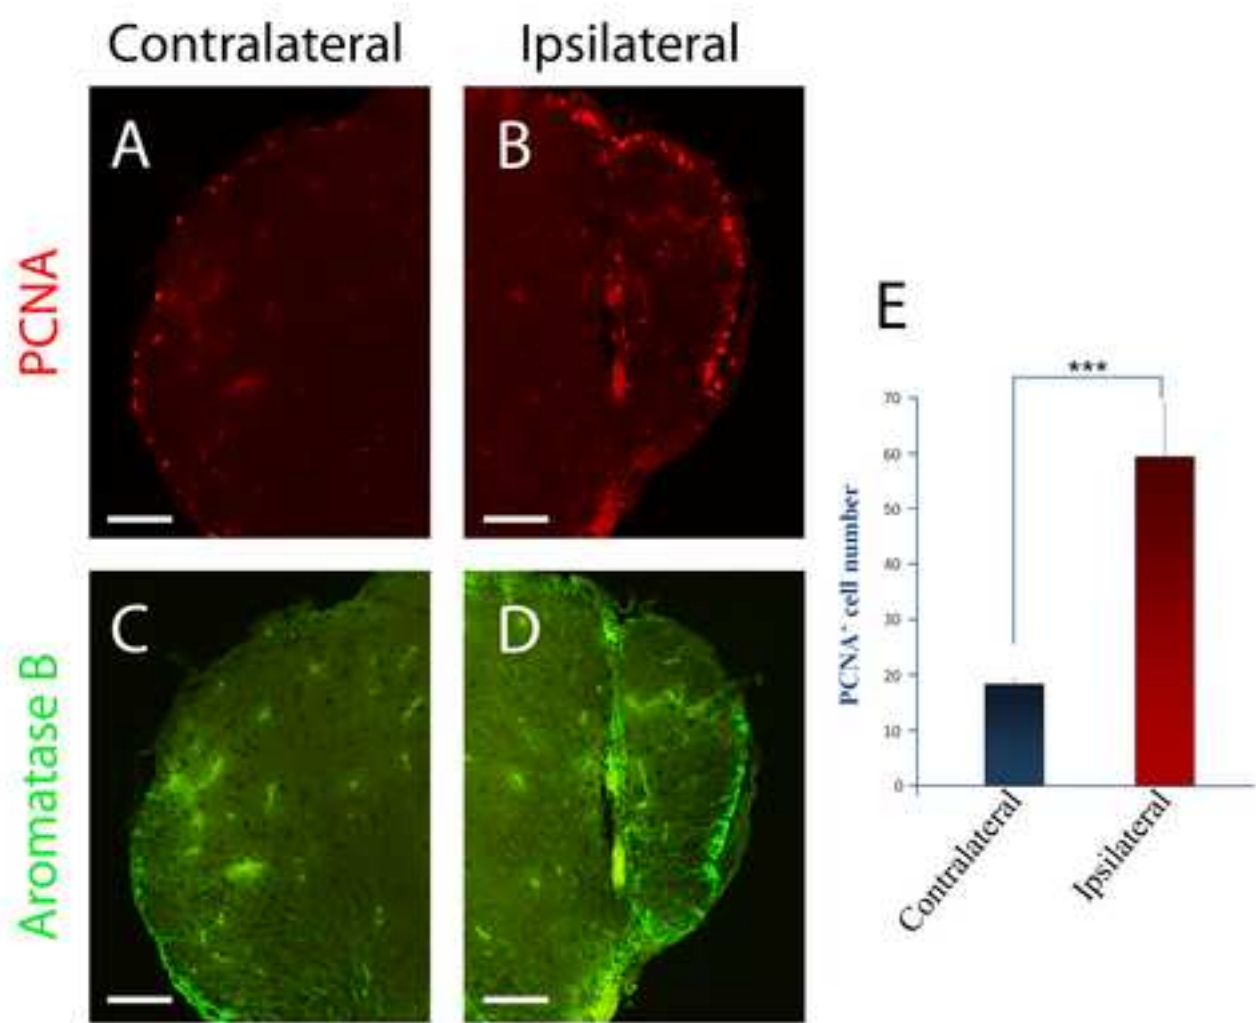 Contralateral
Ipsilateral
A
B
PCNA
C
D
Aromatase B
E
***
70
60
50
40
30
20
10
0
PCNA⁺ cell number
Contralateral
Ipsilateral